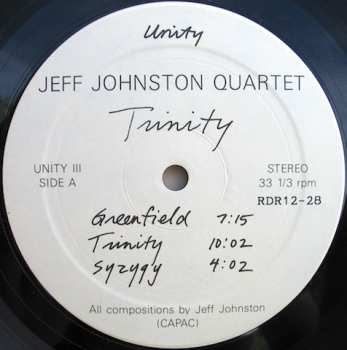 Unity
JEFF JOHNSTON QUARTET
Trinity
UNITY III
SIDE A
STEREO
33 1/3 rpm
RDR12-28
Greenfield 7:15
Trinity 10:02
Syzygy 4:02
All compositions by Jeff Johnston
(CAPAC)